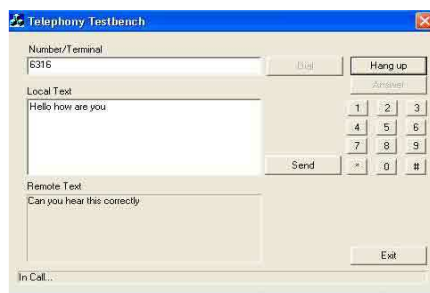 Telephony Testbench
Number/Terminal
6316
Dial
Hang up
Answer
Local Text
Hello how are you
1 2 3
4 5 6
7 8 9
* 0 #
Send
Remote Text
Can you hear this correctly
Exit
In Call...